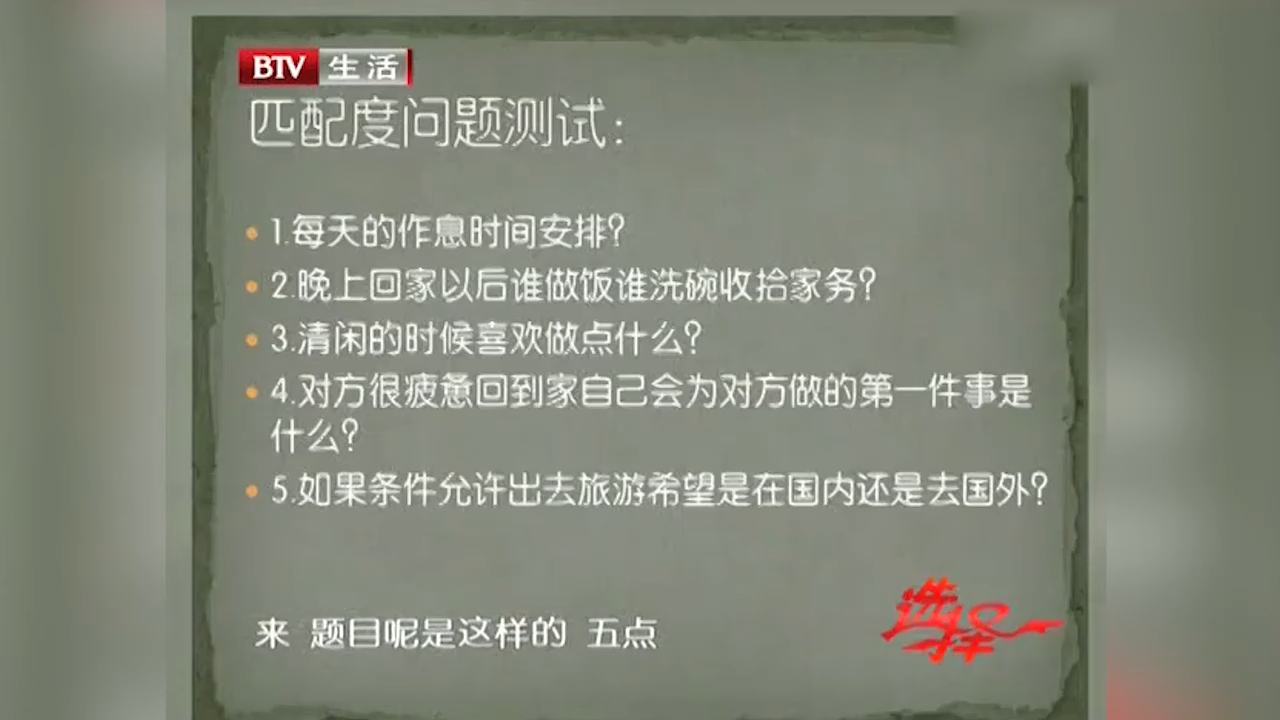 BTV 生活
匹配度问题测试:
1.每天的作息时间安排?
2.晚上回家以后谁做饭谁洗碗收拾家务?
3.清闲的时候喜欢做点什么?
4.对方很疲惫回到家自己会为对方做的第一件事是
什么?
5.如果条件允许出去旅游希望是在国内还是去国外?
来 题目呢是这样的 五点
选择